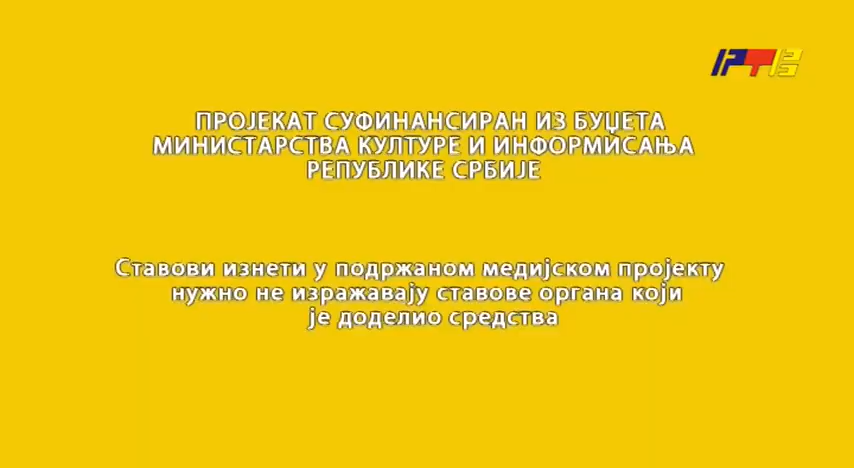 ПРОЈЕКАТ СУФИНАНСИРАН ИЗ БУЏЕТА
МИНИСТАРСТВА КУЛТУРЕ И ИНФОРМИСАЊА
РЕПУБЛИКЕ СРБИЈЕ
Ставови изнети у подржаном медијском пројекту
нужно не изражавају ставове органа који
је доделио средства